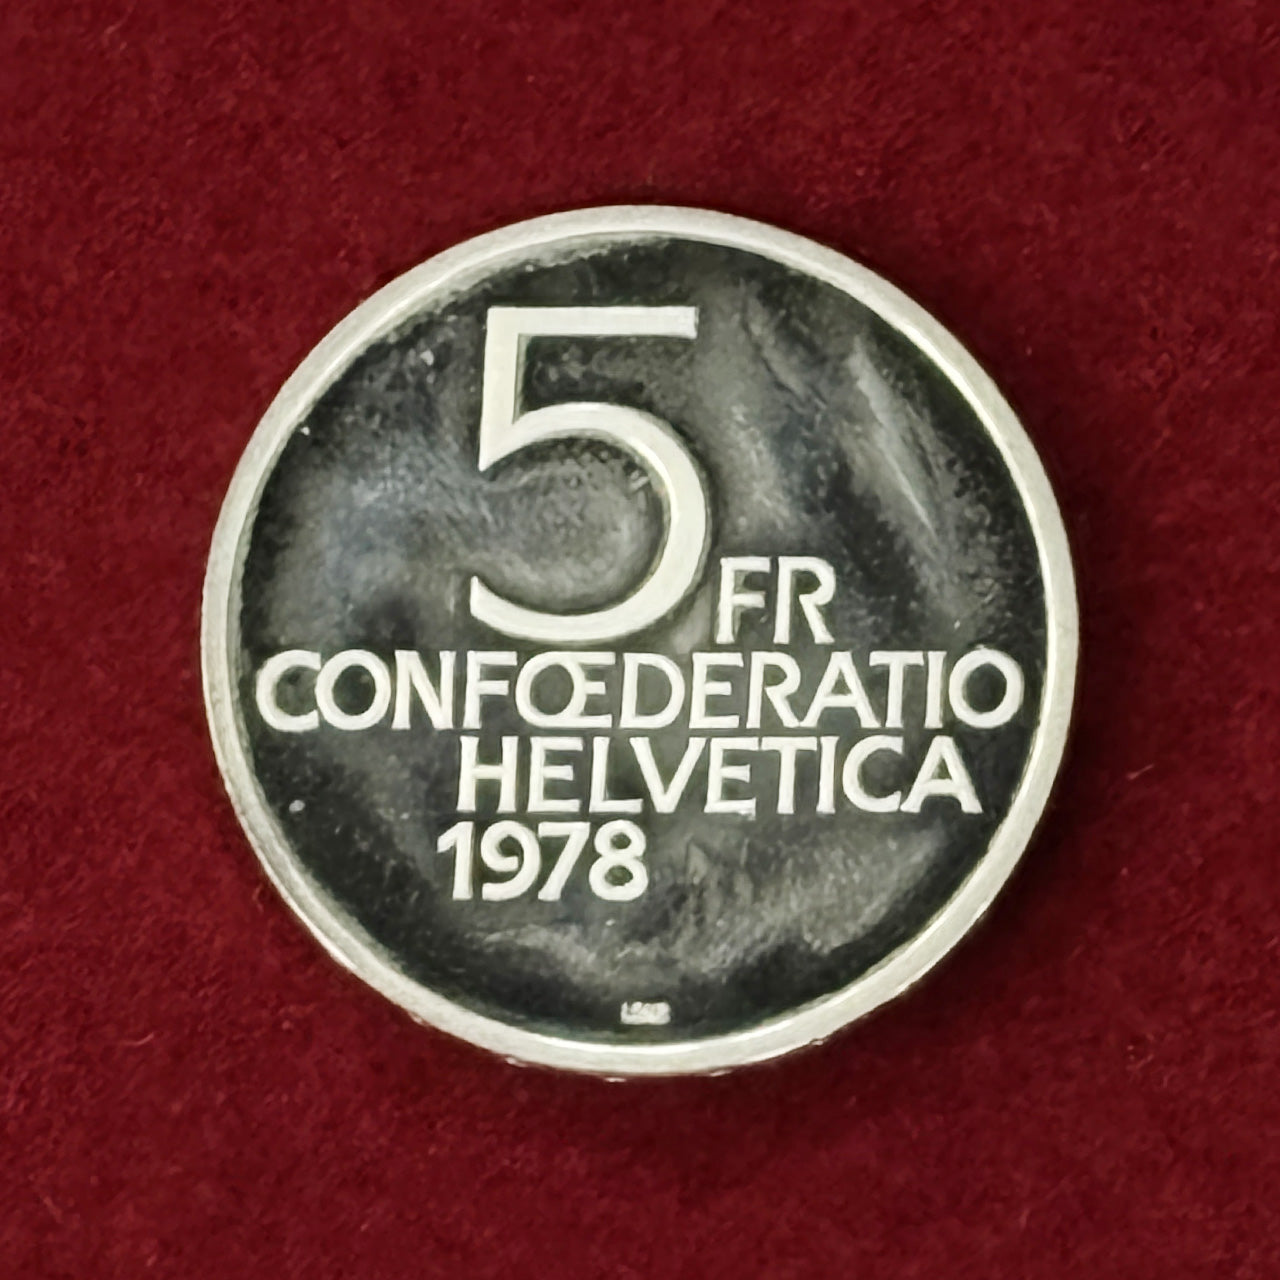 5 FR
CONFŒDERATIO
HELVETICA
1978